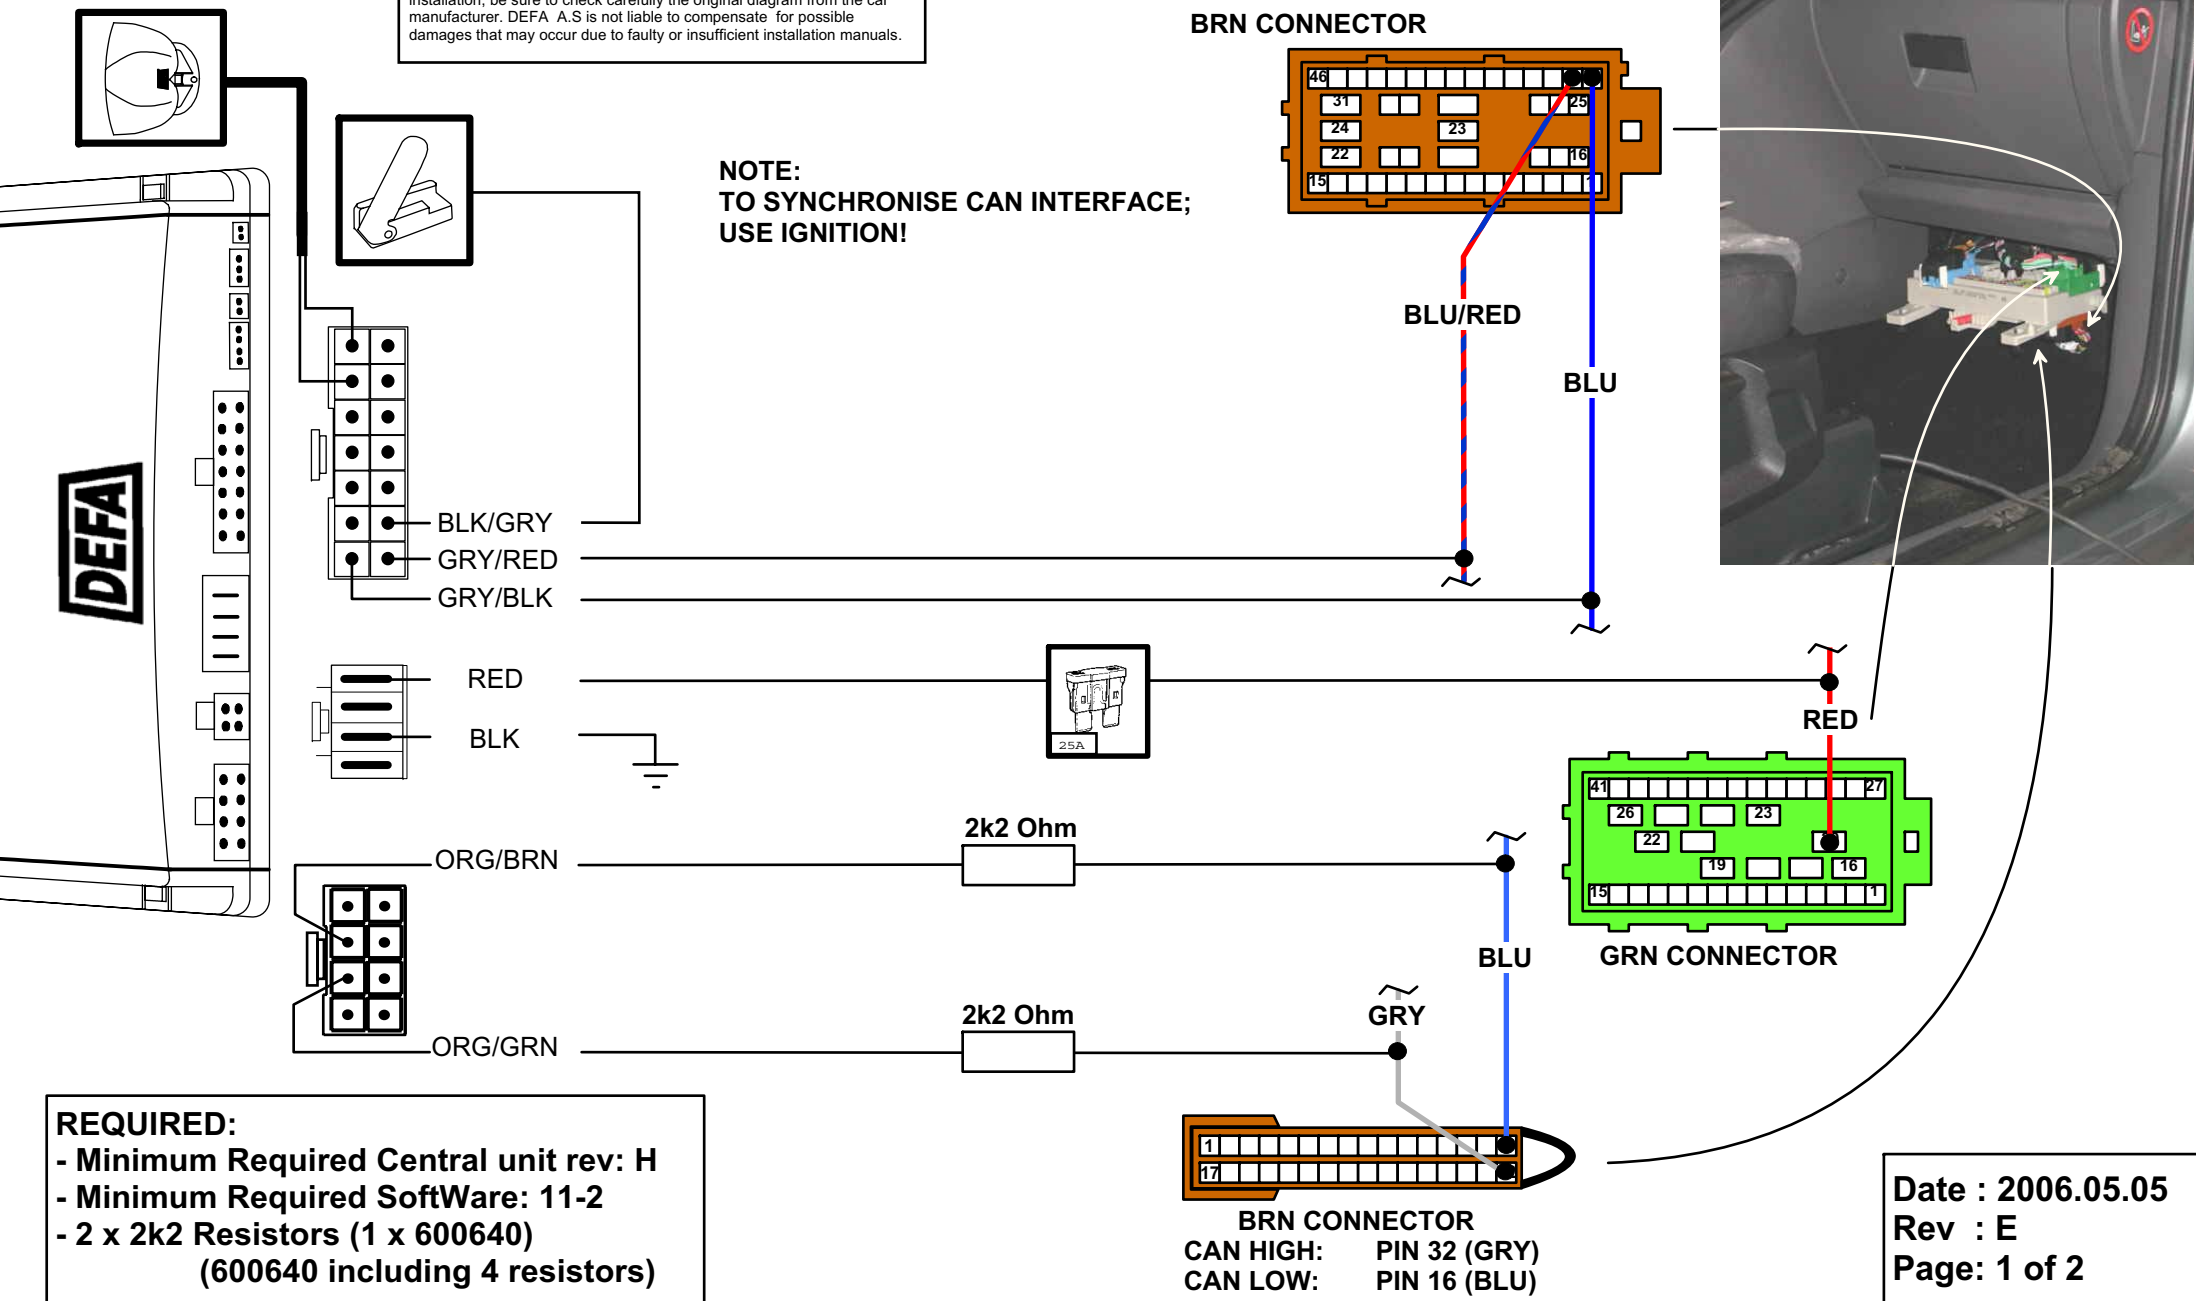 installation, be sure to check carefully the original diagram from the car
manufacturer. DEFA A.S is not liable to compensate for possible
damages that may occur due to faulty or insufficient installation manuals.
BRN CONNECTOR
46
31
25
24
23
22
16
15
1
NOTE:
TO SYNCHRONISE CAN INTERFACE;
USE IGNITION!
BLU/RED
BLU
DEFA
BLK/GRY
GRY/RED
GRY/BLK
RED
BLK
25A
RED
41
27
26
23
22
19
16
15
1
GRN CONNECTOR
ORG/BRN
2k2 Ohm
BLU
ORG/GRN
2k2 Ohm
GRY
1
17
BRN CONNECTOR
CAN HIGH: PIN 32 (GRY)
CAN LOW: PIN 16 (BLU)
REQUIRED:
- Minimum Required Central unit rev: H
- Minimum Required SoftWare: 11-2
- 2 x 2k2 Resistors (1 x 600640)
(600640 including 4 resistors)
Date : 2006.05.05
Rev : E
Page: 1 of 2